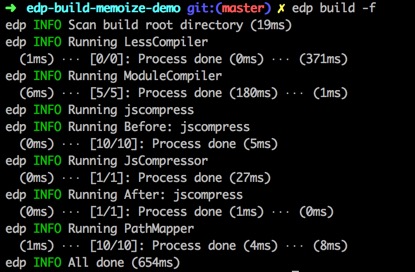 ➜ edp-build-memoize-demo git:(master) ✗ edp build -f
edp INFO Scan build root directory (19ms)
edp INFO Running LessCompiler
(1ms) ··· [0/0]: Process done (0ms) ··· (371ms)
edp INFO Running ModuleCompiler
(6ms) ··· [5/5]: Process done (180ms) ··· (1ms)
edp INFO Running jscompress
edp INFO Running Before: jscompress
(0ms) ··· [10/10]: Process done (5ms)
edp INFO Running JsCompressor
(0ms) ··· [1/1]: Process done (27ms)
edp INFO Running After: jscompress
(0ms) ··· [1/1]: Process done (1ms) ··· (0ms)
edp INFO Running PathMapper
(1ms) ··· [10/10]: Process done (4ms) ··· (8ms)
edp INFO All done (654ms)